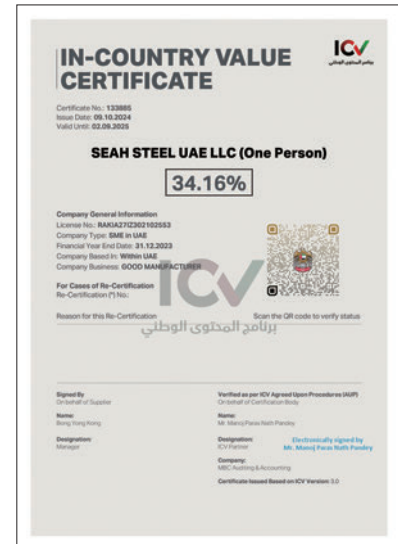 IN-COUNTRY VALUE
CERTIFICATE
ICV
برنامج المحتوى الوطني
Certificate No.: 133885
Issue Date: 09.10.2024
Valid Until: 02.09.2025
SEAH STEEL UAE LLC (One Person)
34.16%
Company General Information
License No.: RAKIA27IZ302102553
Company Type: SME in UAE
Financial Year End Date: 31.12.2023
Company Based In: Within UAE
Company Business: GOOD MANUFACTURER
For Cases of Re-Certification
Re-Certification (*) No.:
ICV
Reason for this Re-Certification
Scan the QR code to verify status
برنامج المحتوى الوطني
Signed By
On behalf of Supplier
Name:
Bong Yong Kong
Designation:
Manager
Verified as per ICV Agreed Upon Procedures (AUP)
On behalf of Certification Body
Name:
Mr. Manoj Paras Nath Pandey
Designation:
ICV Partner
Electronically signed by
Mr. Manoj Paras Nath Pandey
Company:
MBC Auditing & Accounting
Certificate Issued Based on ICV Version: 3.0